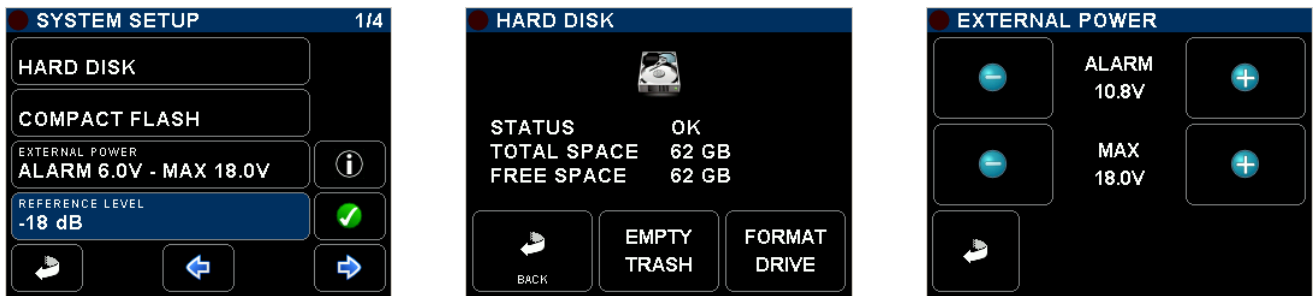 SYSTEM SETUP 1/4
HARD DISK
COMPACT FLASH
EXTERNAL POWER
ALARM 6.0V - MAX 18.0V
REFERENCE LEVEL
-18 dB
HARD DISK
STATUS OK
TOTAL SPACE 62 GB
FREE SPACE 62 GB
BACK
EMPTY
TRASH
FORMAT
DRIVE
EXTERNAL POWER
ALARM
10.8V
MAX
18.0V